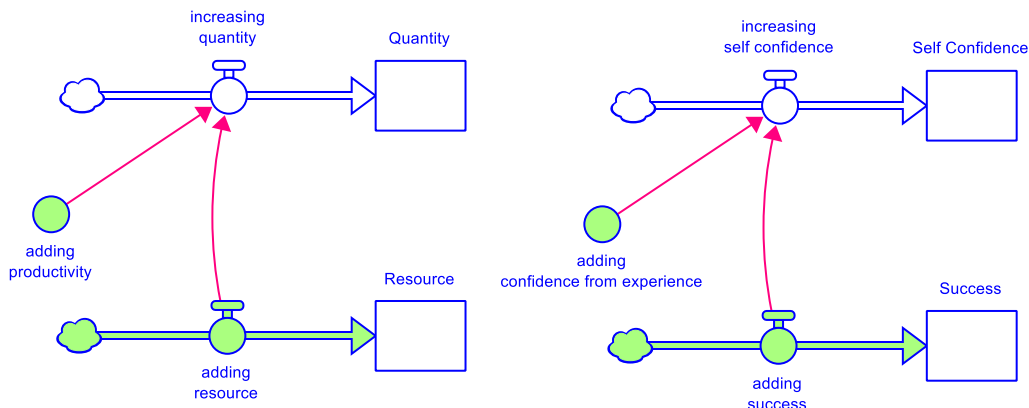 increasing
quantity
Quantity
adding
productivity
Resource
adding
resource
increasing
self confidence
Self Confidence
adding
confidence from experience
Success
adding
success